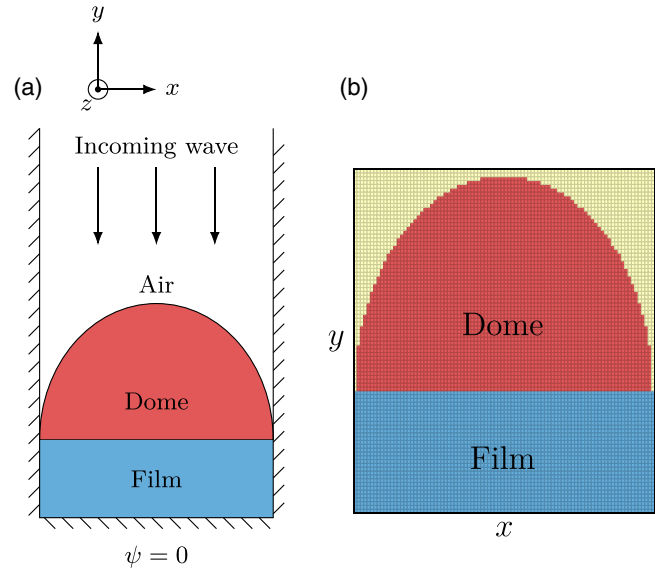 y
(a)
z
x
Incoming wave
Air
Dome
Film
ψ = 0
(b)
Dome
y
Film
x